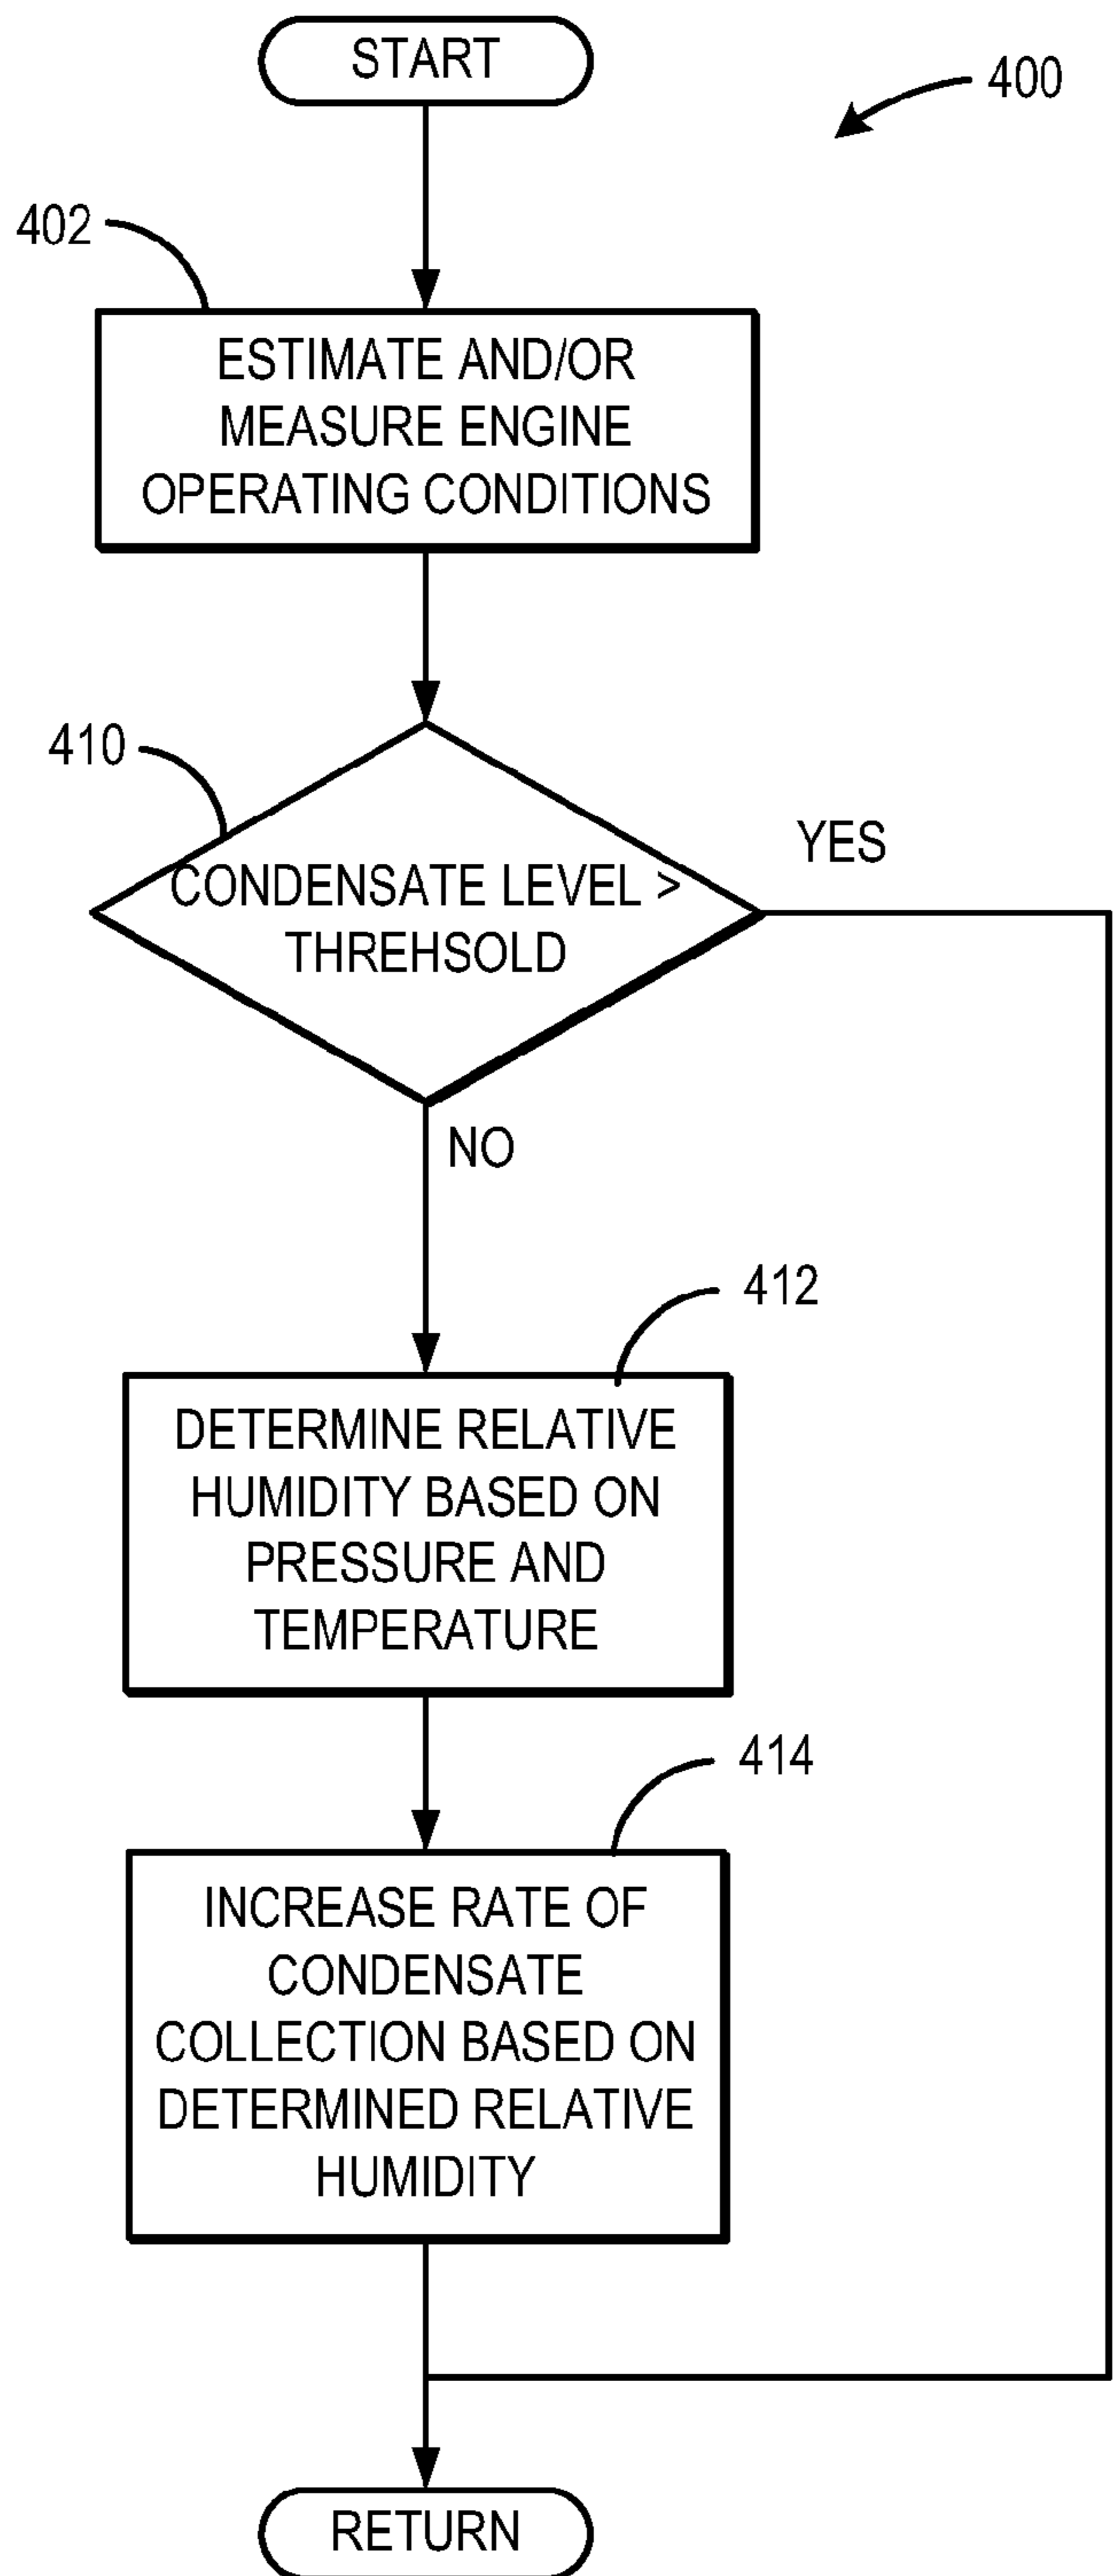 START
400
402
ESTIMATE AND/OR
MEASURE ENGINE
OPERATING CONDITIONS
410
YES
CONDENSATE LEVEL >
THREHSOLD
NO
412
DETERMINE RELATIVE
HUMIDITY BASED ON
PRESSURE AND
TEMPERATURE
414
INCREASE RATE OF
CONDENSATE
COLLECTION BASED ON
DETERMINED RELATIVE
HUMIDITY
RETURN